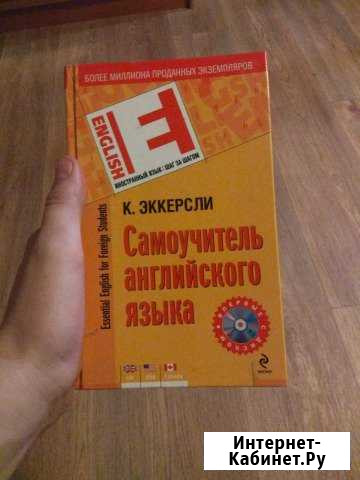 БОЛЕЕ МИЛЛИОНА ПРОДАННЫХ ЭКЗЕМПЛЯРОВ
ENGLISH
E
ИНОСТРАННЫЙ ЯЗЫК: ШАГ ЗА ШАГОМ
Essential English for Foreign Students
К. ЭККЕРСЛИ
Самоучитель
английского
языка
Интернет-
Кабинет.Ру